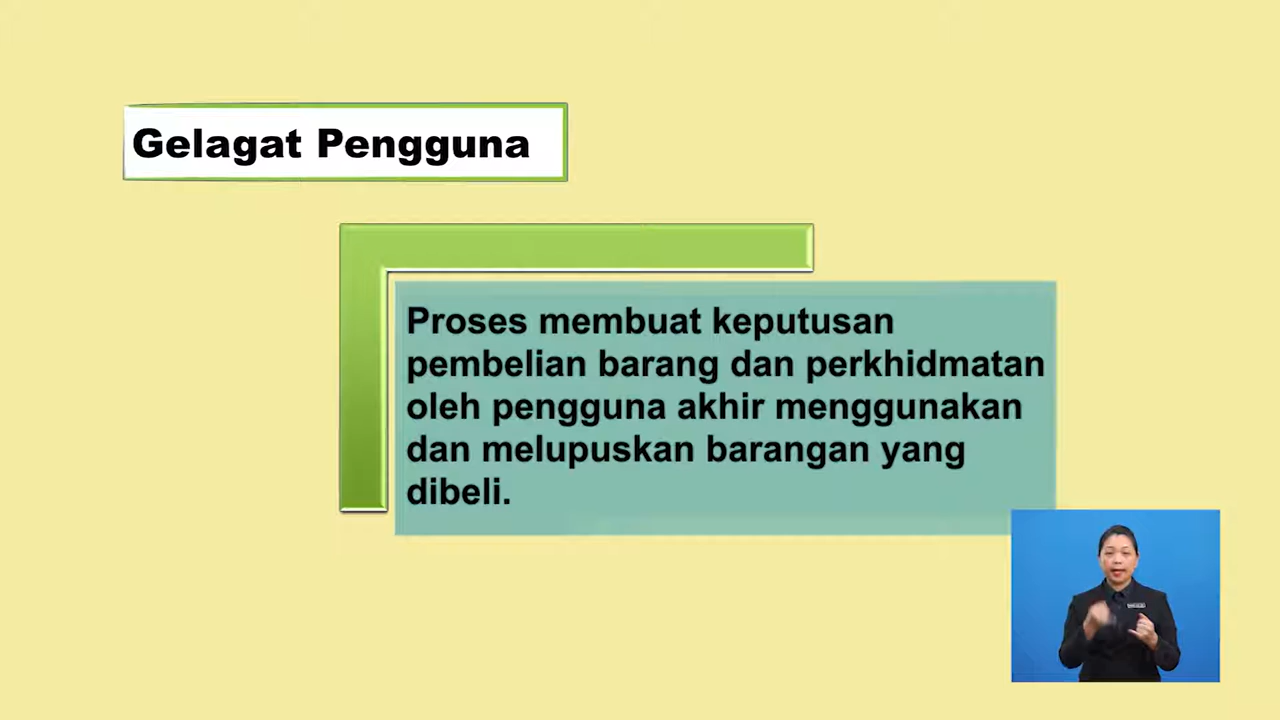 Gelagat Pengguna
Proses membuat keputusan
pembelian barang dan perkhidmatan
oleh pengguna akhir menggunakan
dan melupuskan barangan yang
dibeli.